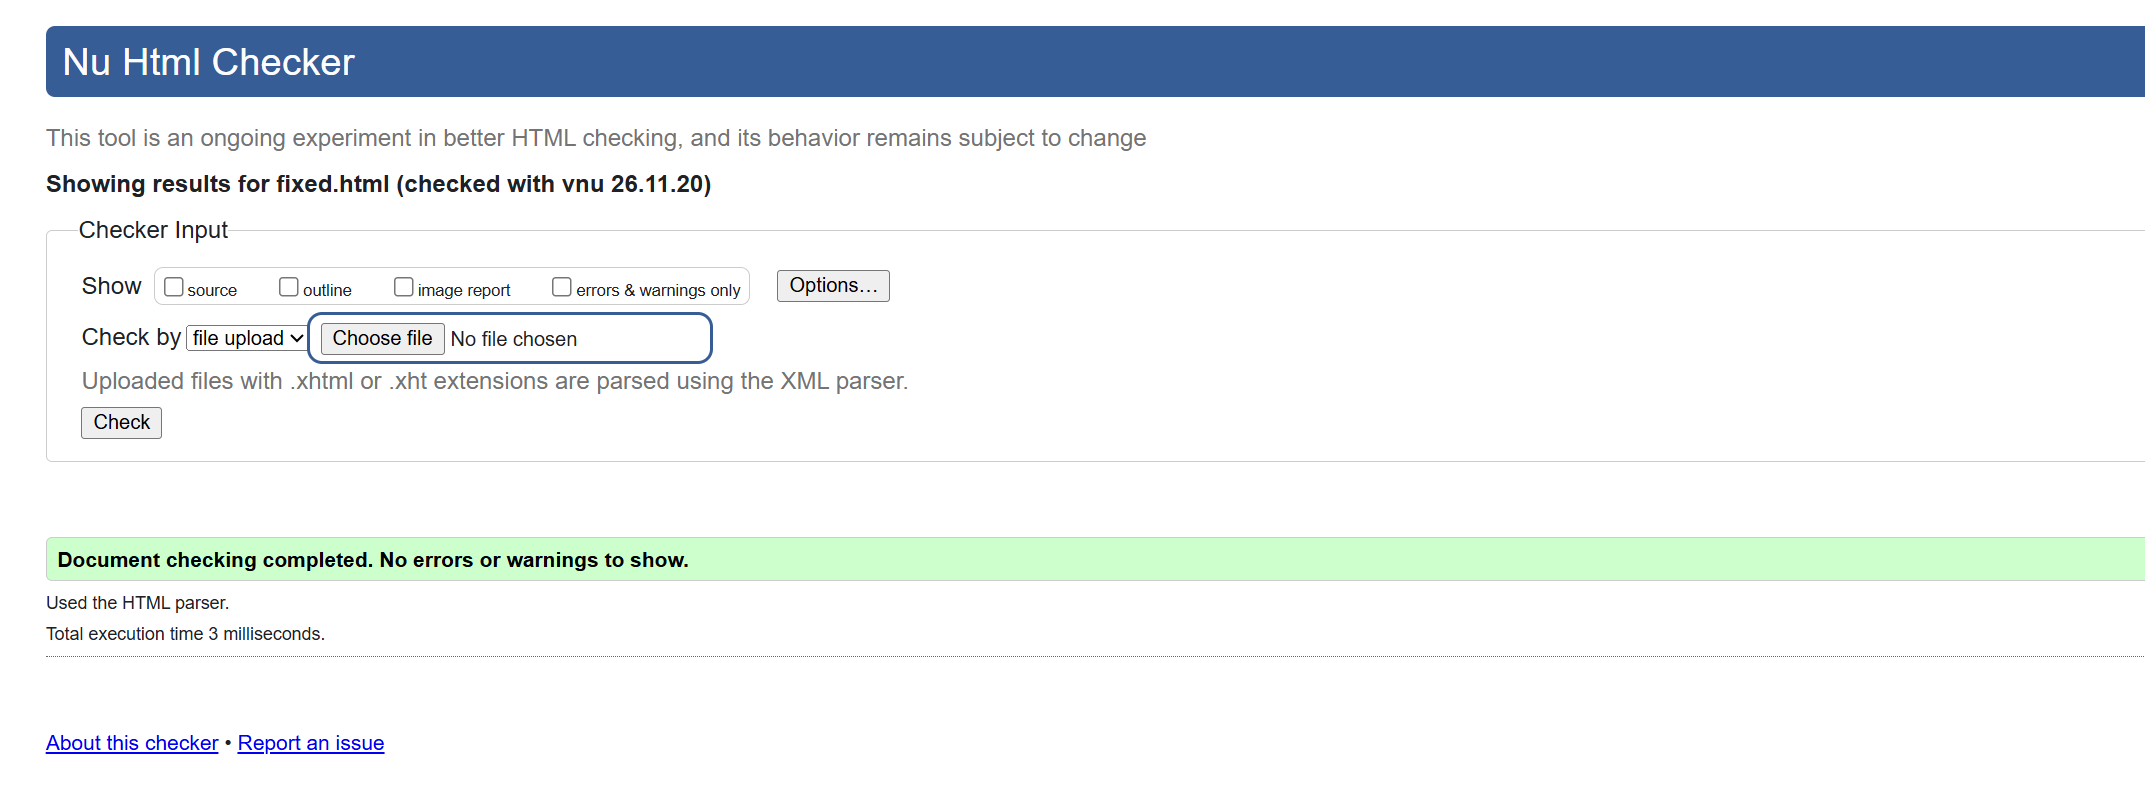 Nu Html Checker
This tool is an ongoing experiment in better HTML checking, and its behavior remains subject to change
Showing results for fixed.html (checked with vnu 26.11.20)
Checker Input
Show source outline image report errors & warnings only Options...
Check by file upload Choose file No file chosen
Uploaded files with .xhtml or .xht extensions are parsed using the XML parser.
Check
Document checking completed. No errors or warnings to show.
Used the HTML parser.
Total execution time 3 milliseconds.
About this checker • Report an issue